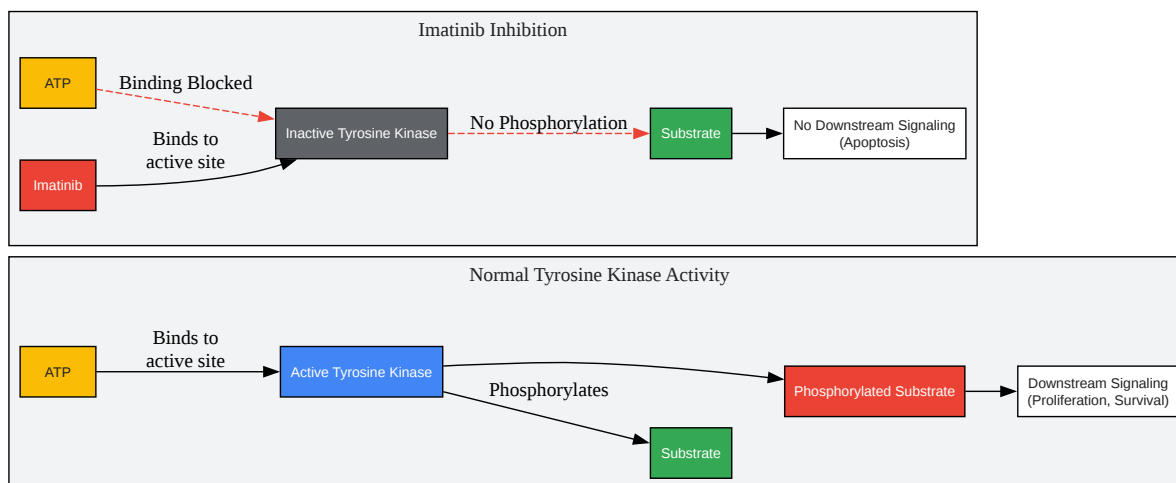 Imatinib Inhibition
ATP
Binding Blocked
Inactive Tyrosine Kinase
No Phosphorylation
Substrate
No Downstream Signaling
(Apoptosis)
Binds to
active site
Imatinib
Normal Tyrosine Kinase Activity
ATP
Binds to
active site
Active Tyrosine Kinase
Phosphorylates
Phosphorylated Substrate
Downstream Signaling
(Proliferation, Survival)
Substrate